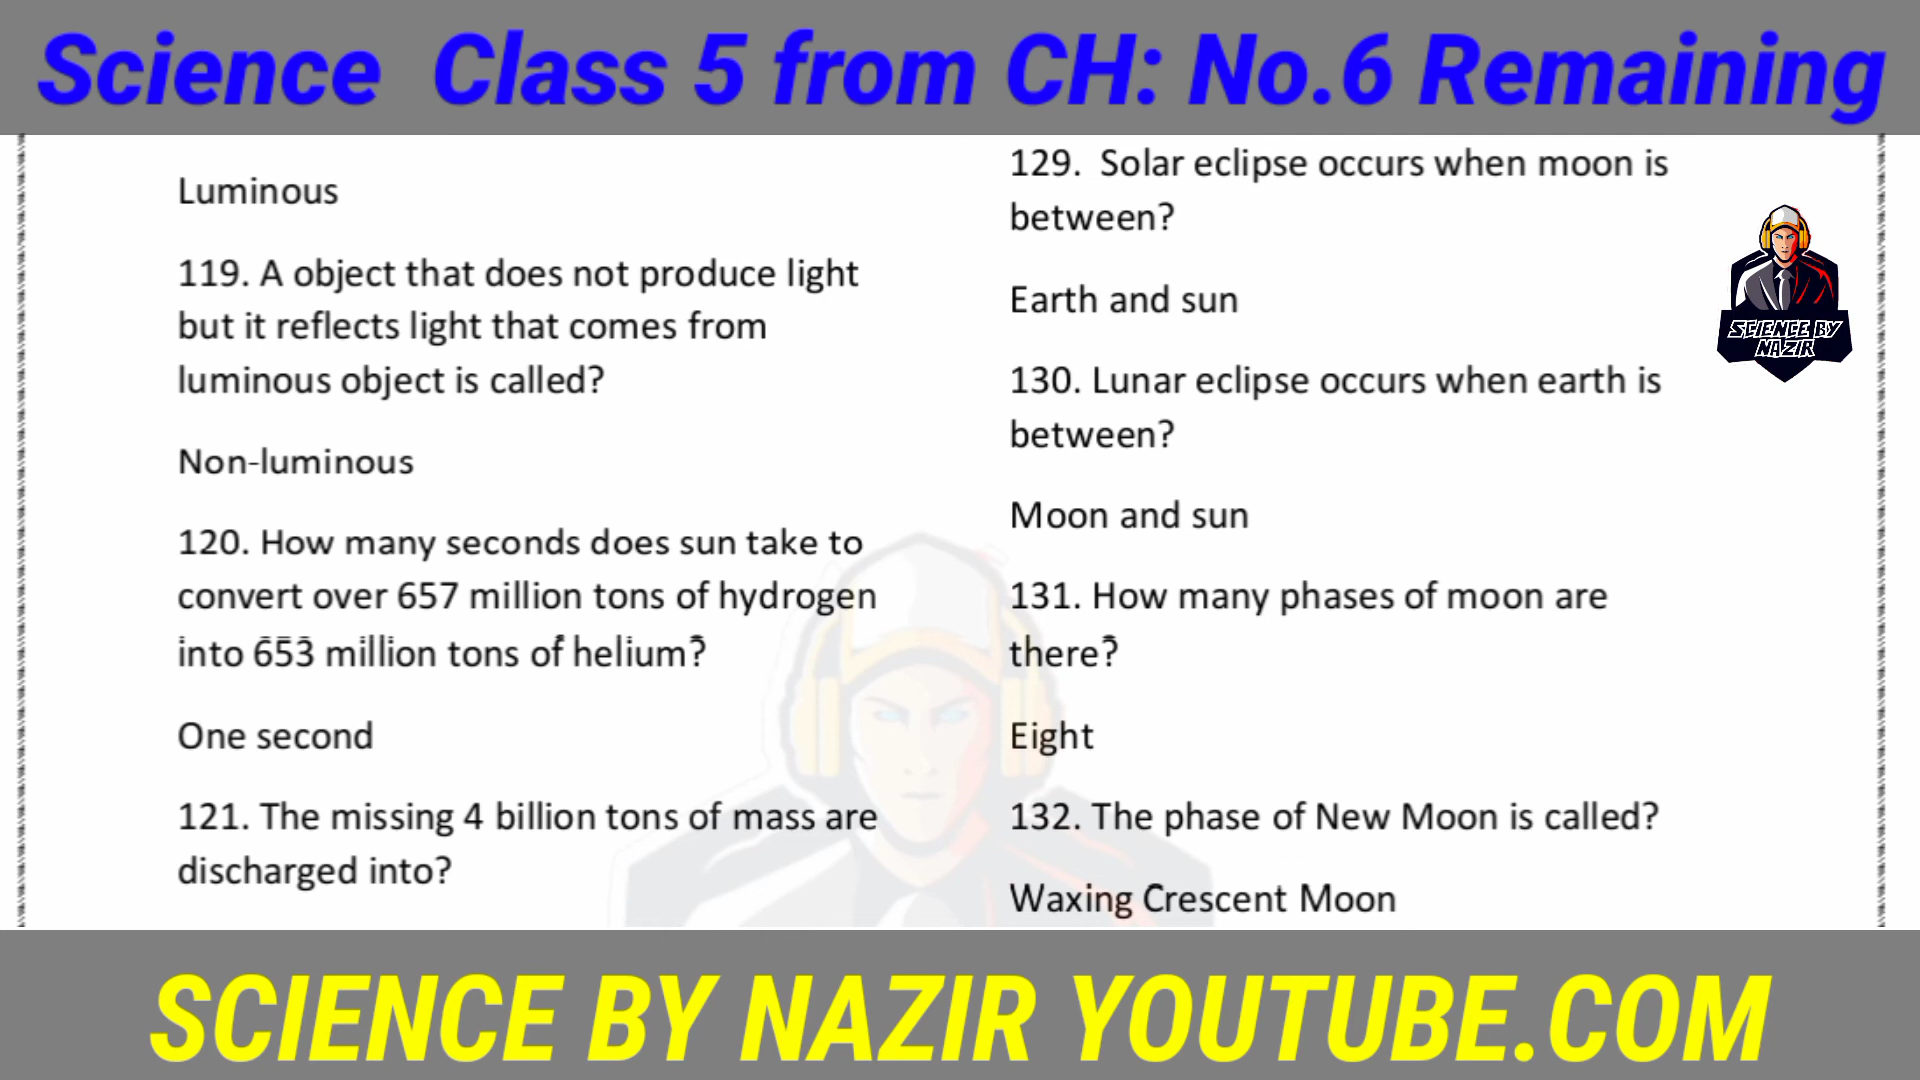 Science Class 5 from CH: No.6 Remaining
Luminous
119. A object that does not produce light
but it reflects light that comes from
luminous object is called?
Non-luminous
120. How many seconds does sun take to
convert over 657 million tons of hydrogen
into 653 million tons of helium?
One second
121. The missing 4 billion tons of mass are
discharged into?
129. Solar eclipse occurs when moon is
between?
Earth and sun
130. Lunar eclipse occurs when earth is
between?
Moon and sun
131. How many phases of moon are
there?
Eight
132. The phase of New Moon is called?
Waxing Crescent Moon
SCIENCE BY
NAZIR
SCIENCE BY NAZIR YOUTUBE.COM